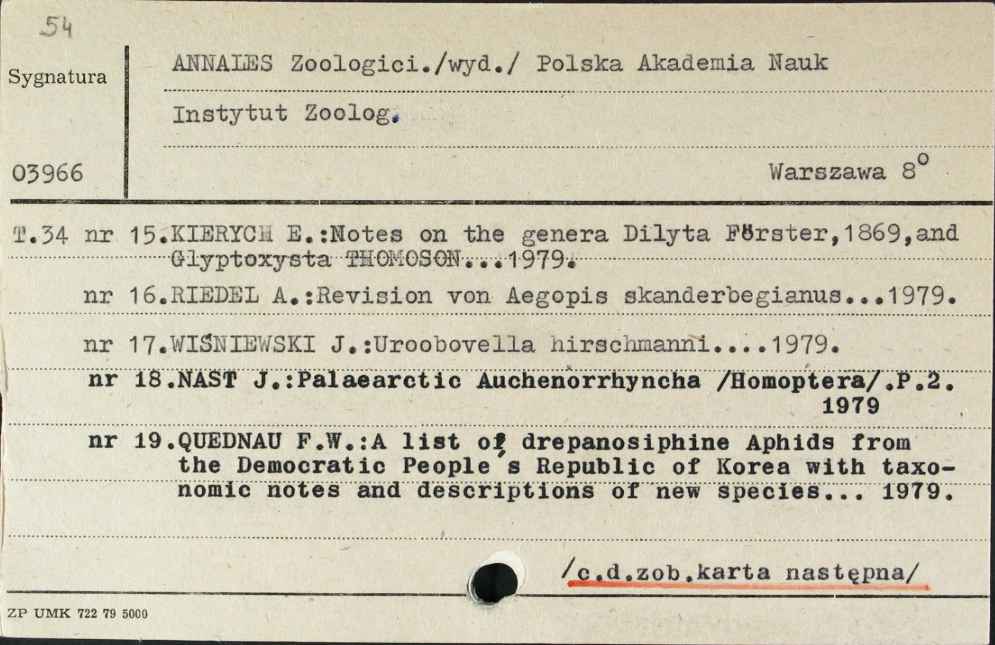 54
Sygnatura
ANNALES Zoologici./wyd./ Polska Akademia Nauk
Instytut Zoolog.
03966
Warszawa 8°
T.34 nr 15.KIERYCH E.:Notes on the genera Dilyta Förster,1869,and
Glyptoxysta THOMOSON...1979.
nr 16.RIEDEL A.:Revision von Aegopis skanderbegianus...1979.
nr 17.WIŚNIEWSKI J.:Uroobovella hirschmanni....1979.
nr 18.NAST J.:Palaearctic Auchenorrhyncha /Homoptera/.P.2.
1979
nr 19.QUEDNAU F.W.:A list of drepanosiphine Aphids from
the Democratic People's Republic of Korea with taxo-
nomic notes and descriptions of new species... 1979.
/c.d.zob.karta następna/
ZP UMK 722 79 5000